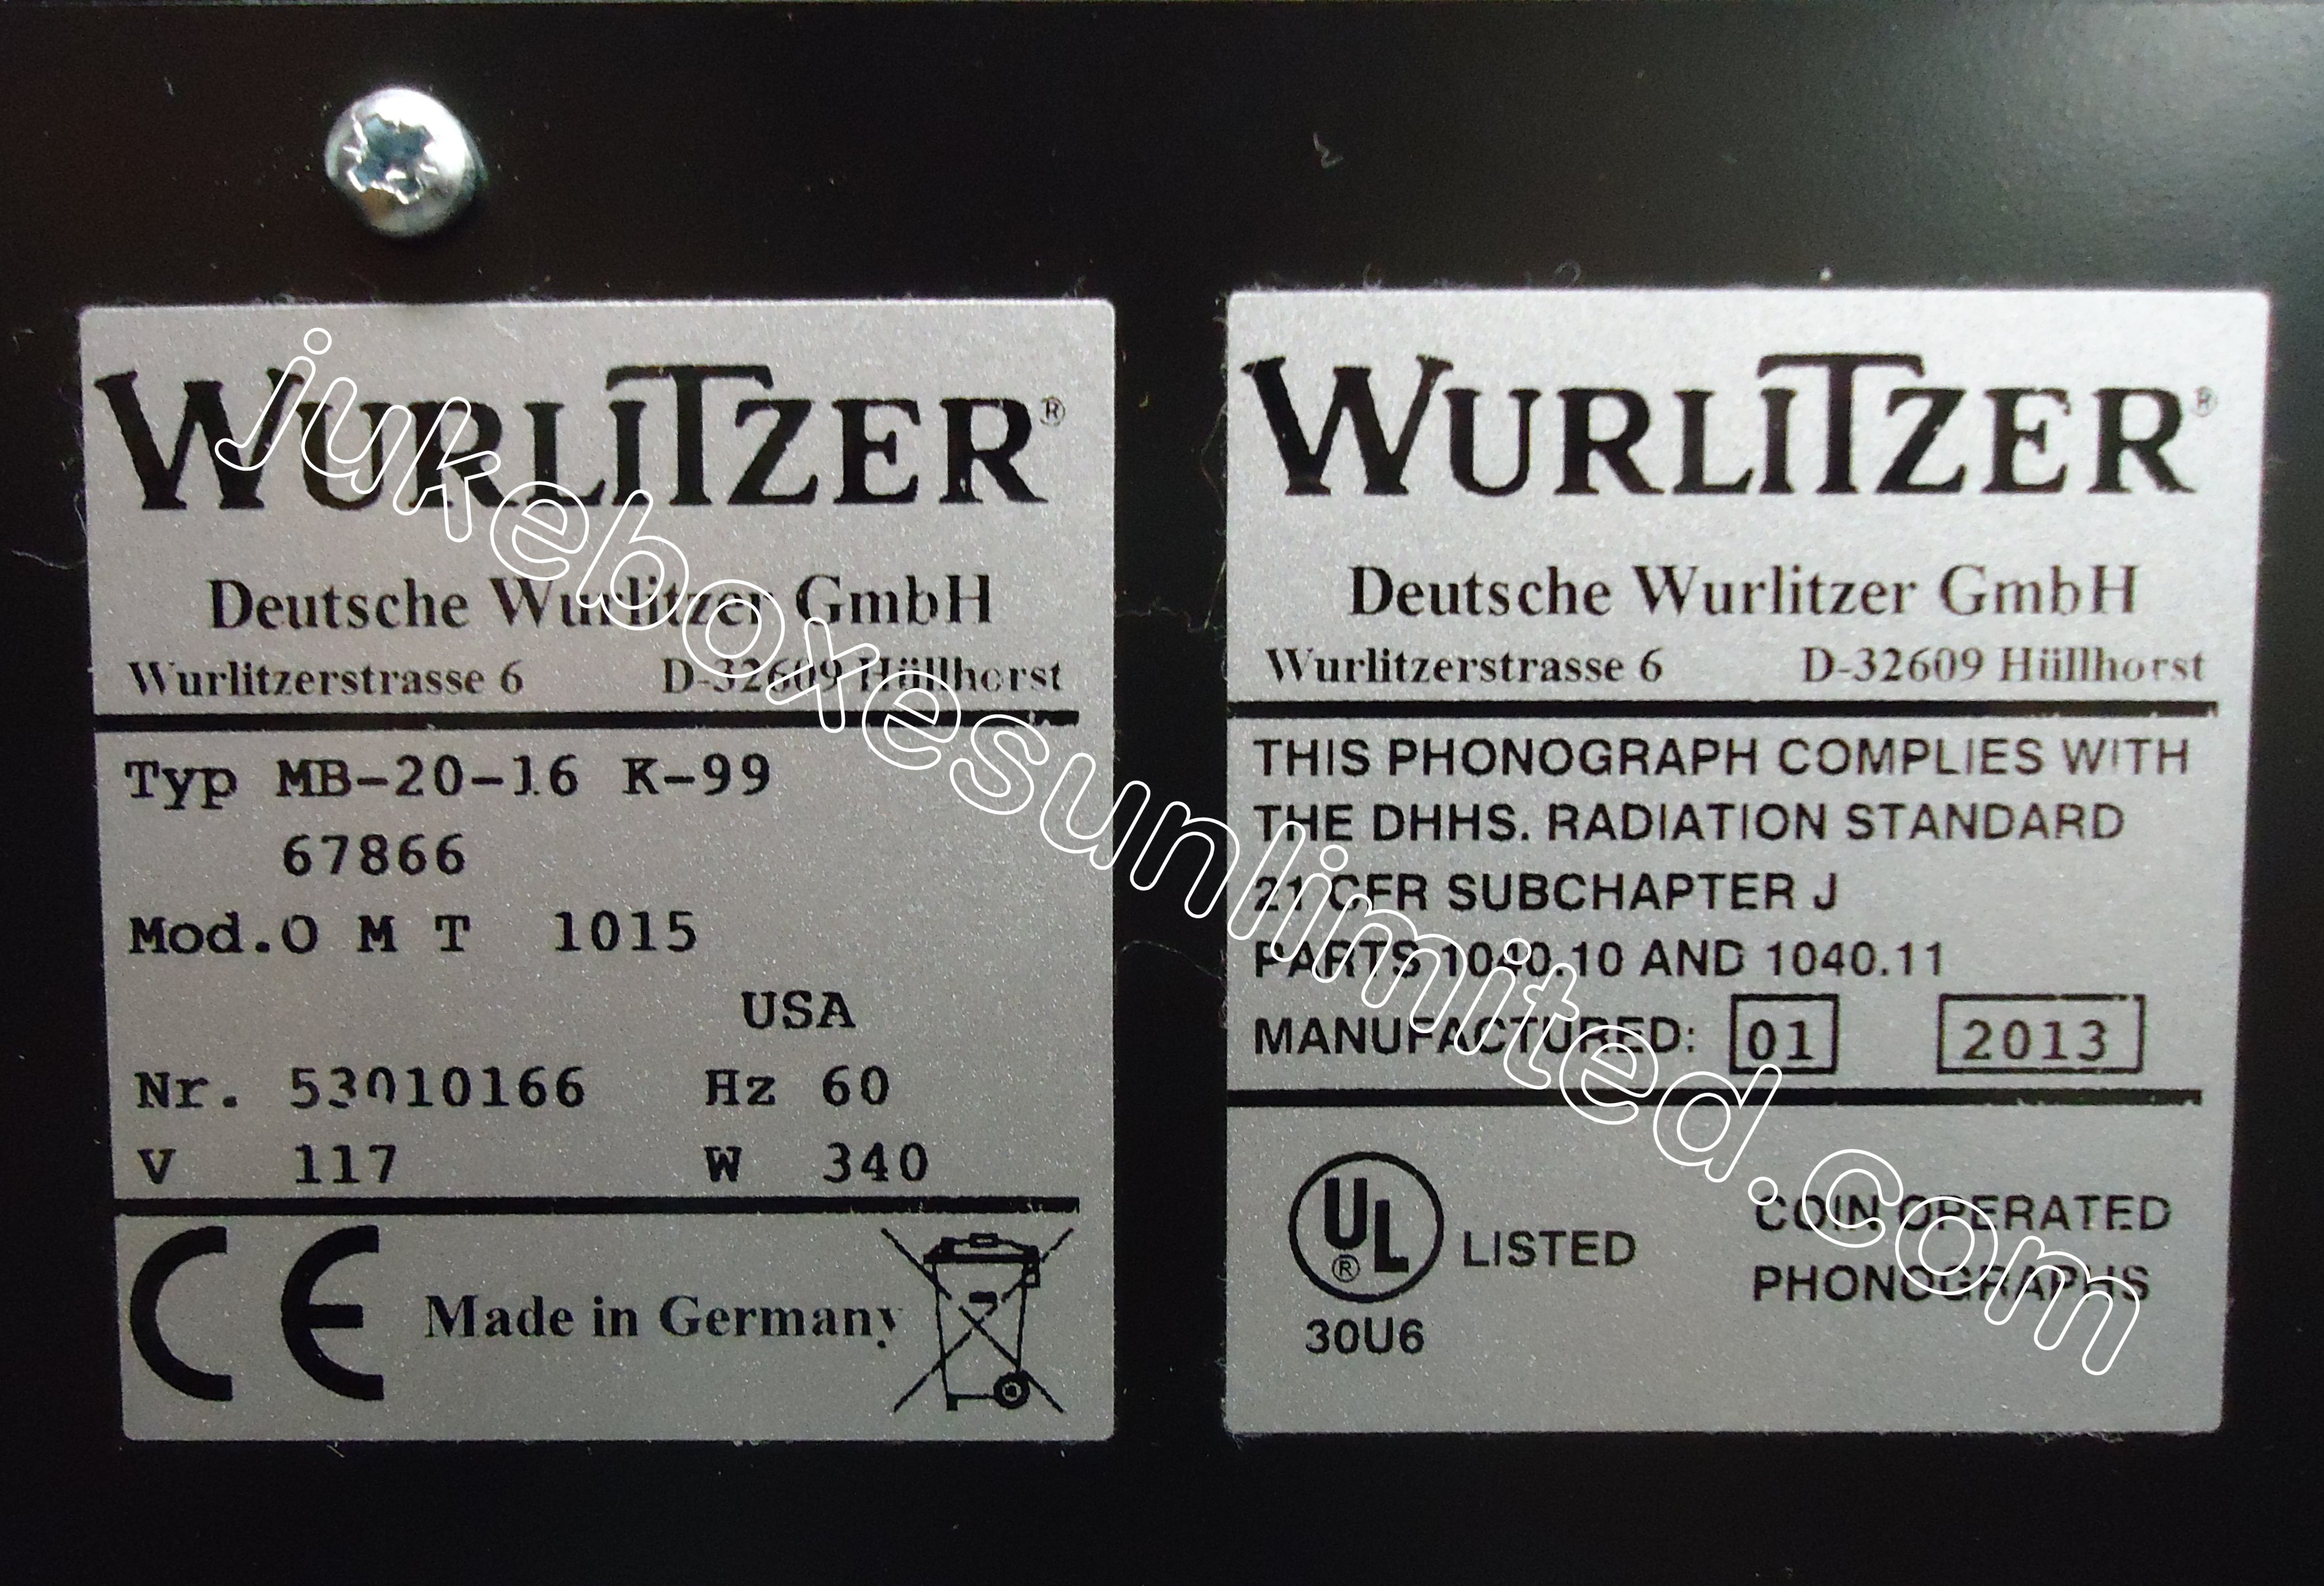 WURLITZER®
Deutsche Wurlitzer GmbH
Wurlitzerstrasse 6 D-32609 Hüllhorst
Typ MB-20-16 K-99
67866
Mod.O M T 1015
USA
Nr. 53010166 Hz 60
V 117 W 340
CE Made in Germany
WURLITZER®
Deutsche Wurlitzer GmbH
Wurlitzerstrasse 6 D-32609 Hüllhorst
THIS PHONOGRAPH COMPLIES WITH
THE DHHS. RADIATION STANDARD
21 CFR SUBCHAPTER J
PARTS 1040.10 AND 1040.11
MANUFACTURED: 01 2013
UL® LISTED COIN OPERATED
PHONOGRAPHS
30U6
jukeboxesunlimited.com